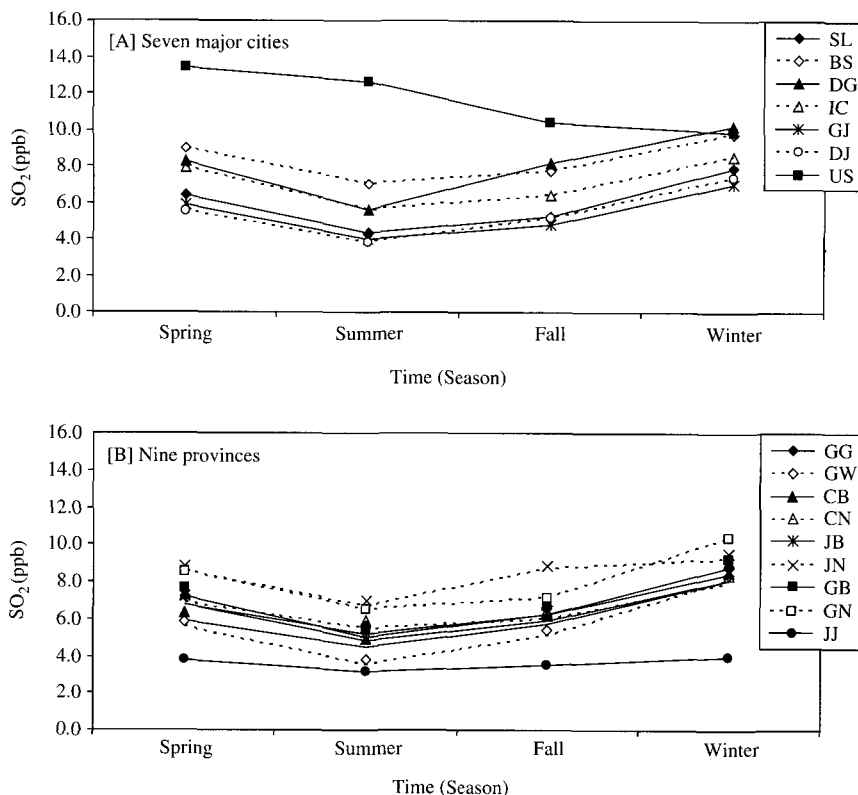 16.0
14.0
12.0
10.0
8.0
6.0
4.0
2.0
0.0
SO2 (ppb)
[A] Seven major cities
SL
BS
DG
IC
GJ
DJ
US
Spring
Summer
Fall
Winter
Time (Season)
16.0
14.0
12.0
10.0
8.0
6.0
4.0
2.0
0.0
SO2 (ppb)
[B] Nine provinces
GG
GW
CB
CN
JB
JN
GB
GN
JJ
Spring
Summer
Fall
Winter
Time (Season)